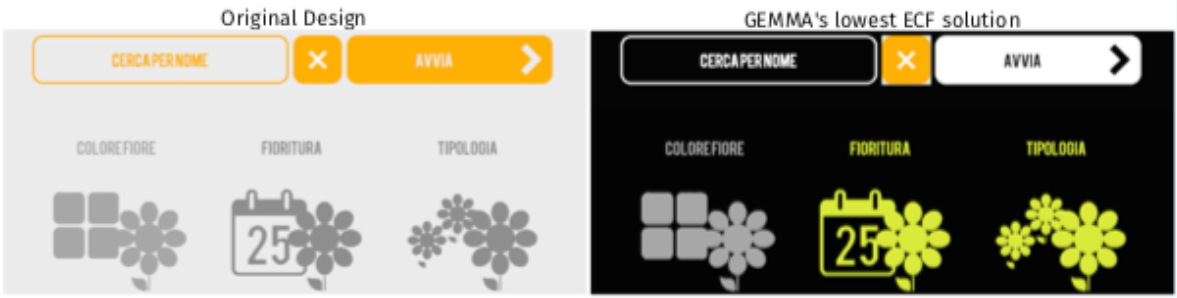 Original Design
CERCA PER NOME
AVVIA
COLORE FIORE
FIORITURA
TIPOLOGIA
25
GEMMA's lowest ECF solution
CERCA PER NOME
AVVIA
COLORE FIORE
FIORITURA
TIPOLOGIA
25